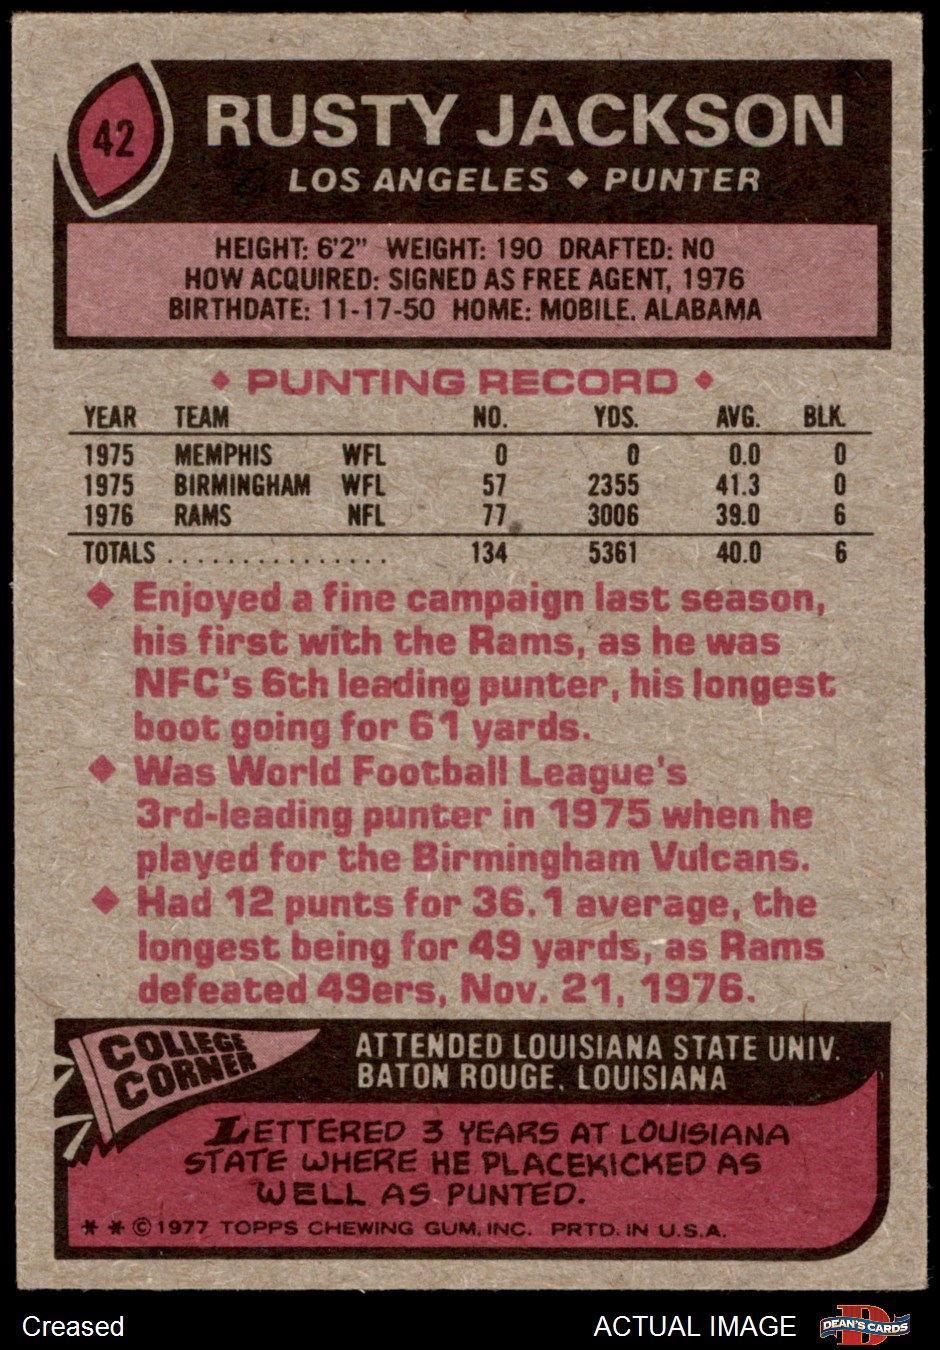 42
RUSTY JACKSON
LOS ANGELES ◆ PUNTER
HEIGHT: 6'2" WEIGHT: 190 DRAFTED: NO
HOW ACQUIRED: SIGNED AS FREE AGENT, 1976
BIRTHDATE: 11-17-50 HOME: MOBILE, ALABAMA
◆ PUNTING RECORD ◆
YEAR TEAM NO. YDS. AVG. BLK.
1975 MEMPHIS WFL 0 0 0.0 0
1975 BIRMINGHAM WFL 57 2355 41.3 0
1976 RAMS NFL 77 3006 39.0 6
TOTALS ................ 134 5361 40.0 6
◆ Enjoyed a fine campaign last season,
his first with the Rams, as he was
NFC's 6th leading punter, his longest
boot going for 61 yards.
◆ Was World Football League's
3rd-leading punter in 1975 when he
played for the Birmingham Vulcans.
◆ Had 12 punts for 36.1 average, the
longest being for 49 yards, as Rams
defeated 49ers, Nov. 21, 1976.
COLLEGE
CORNER
ATTENDED LOUISIANA STATE UNIV.
BATON ROUGE, LOUISIANA
LETTERED 3 YEARS AT LOUISIANA
STATE WHERE HE PLACEKICKED AS
WELL AS PUNTED.
* * © 1977 TOPPS CHEWING GUM, INC. PRTD. IN U.S.A.
Creased
ACTUAL IMAGE
D
DEAN'S CARDS